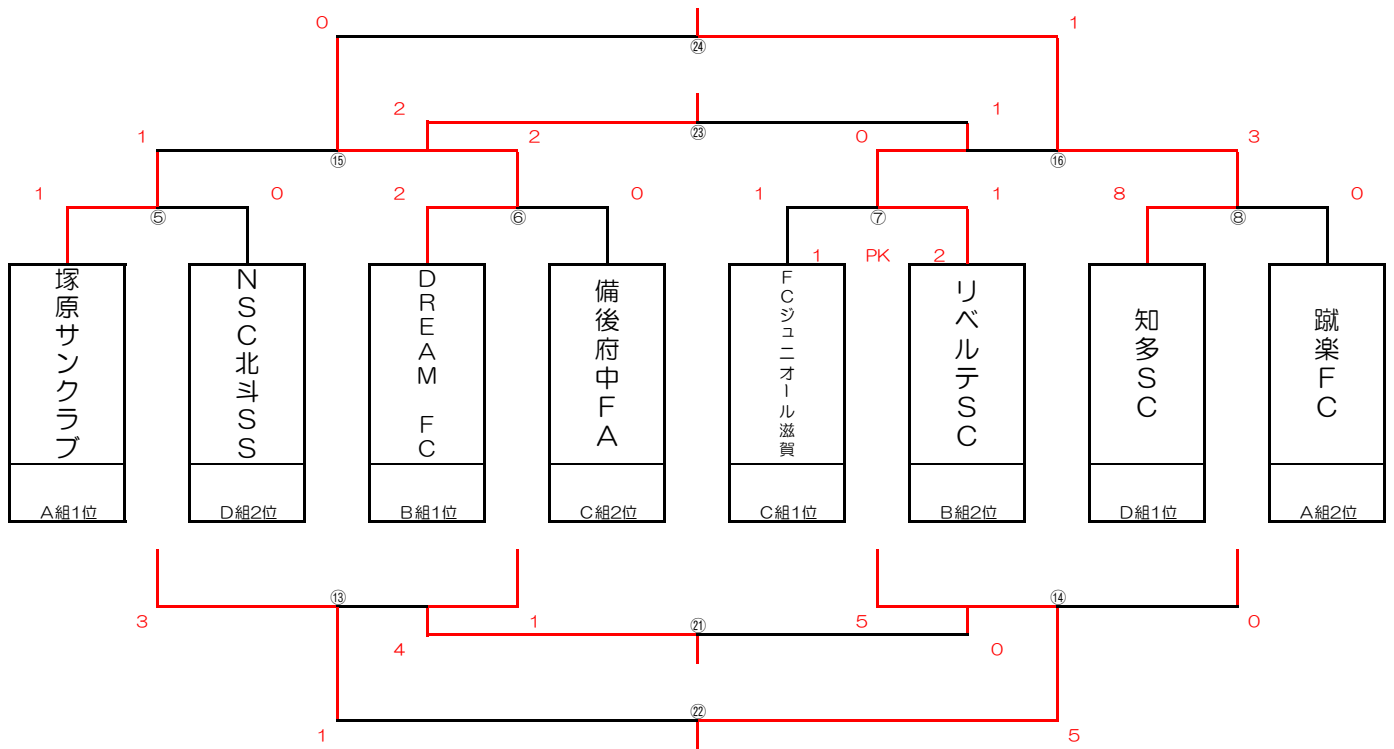 0 1
㉔
2 1
㉓
1 2 0 3
⑮ ⑯
1 0 2 0 1 1 8 0
⑤ ⑥ ⑦ ⑧
1 PK 2
塚原サンクラブ
NSC北斗SS
DREAM FC
備後府中FA
FCジュニオール滋賀
リベルテSC
知多SC
蹴楽FC
A組1位 D組2位 B組1位 C組2位 C組1位 B組2位 D組1位 A組2位
⑬ ⑭
3 1 5 0
㉑
4 0
㉒
1 5